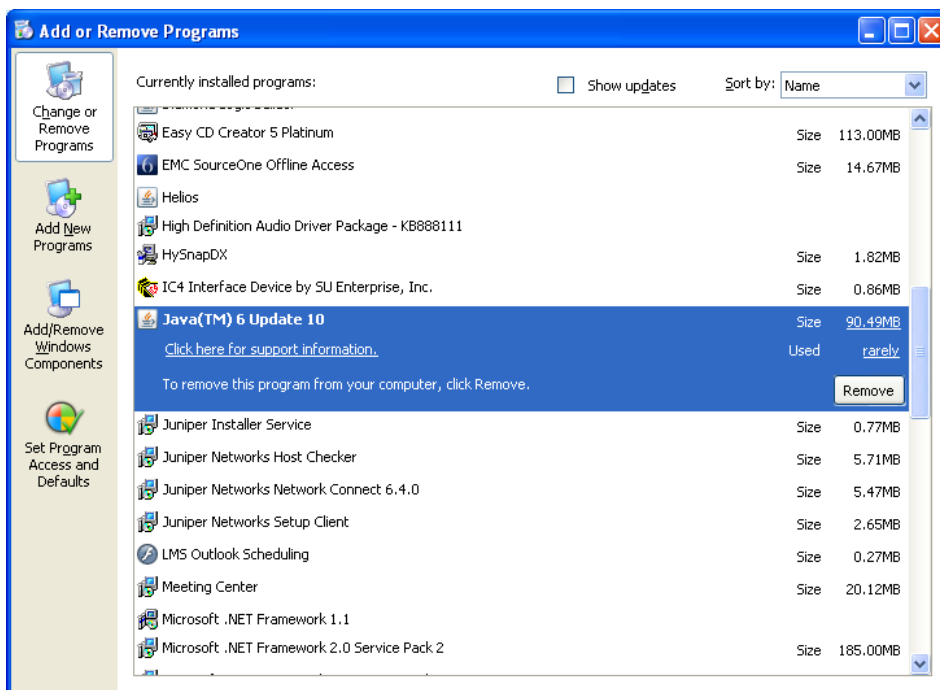 Add or Remove Programs
Change or
Remove
Programs
Add New
Programs
Add/Remove
Windows
Components
Set Program
Access and
Defaults
Currently installed programs:
Show updates
Sort by: Name
Easy CD Creator 5 Platinum Size 113.00MB
EMC SourceOne Offline Access Size 14.67MB
Helios
High Definition Audio Driver Package - KB888111
HySnapDX Size 1.82MB
IC4 Interface Device by SU Enterprise, Inc. Size 0.86MB
Java(TM) 6 Update 10 Size 90.49MB
Click here for support information. Used rarely
To remove this program from your computer, click Remove. Remove
Juniper Installer Service Size 0.77MB
Juniper Networks Host Checker Size 5.71MB
Juniper Networks Network Connect 6.4.0 Size 5.47MB
Juniper Networks Setup Client Size 2.65MB
LMS Outlook Scheduling Size 0.27MB
Meeting Center Size 20.12MB
Microsoft .NET Framework 1.1
Microsoft .NET Framework 2.0 Service Pack 2 Size 185.00MB